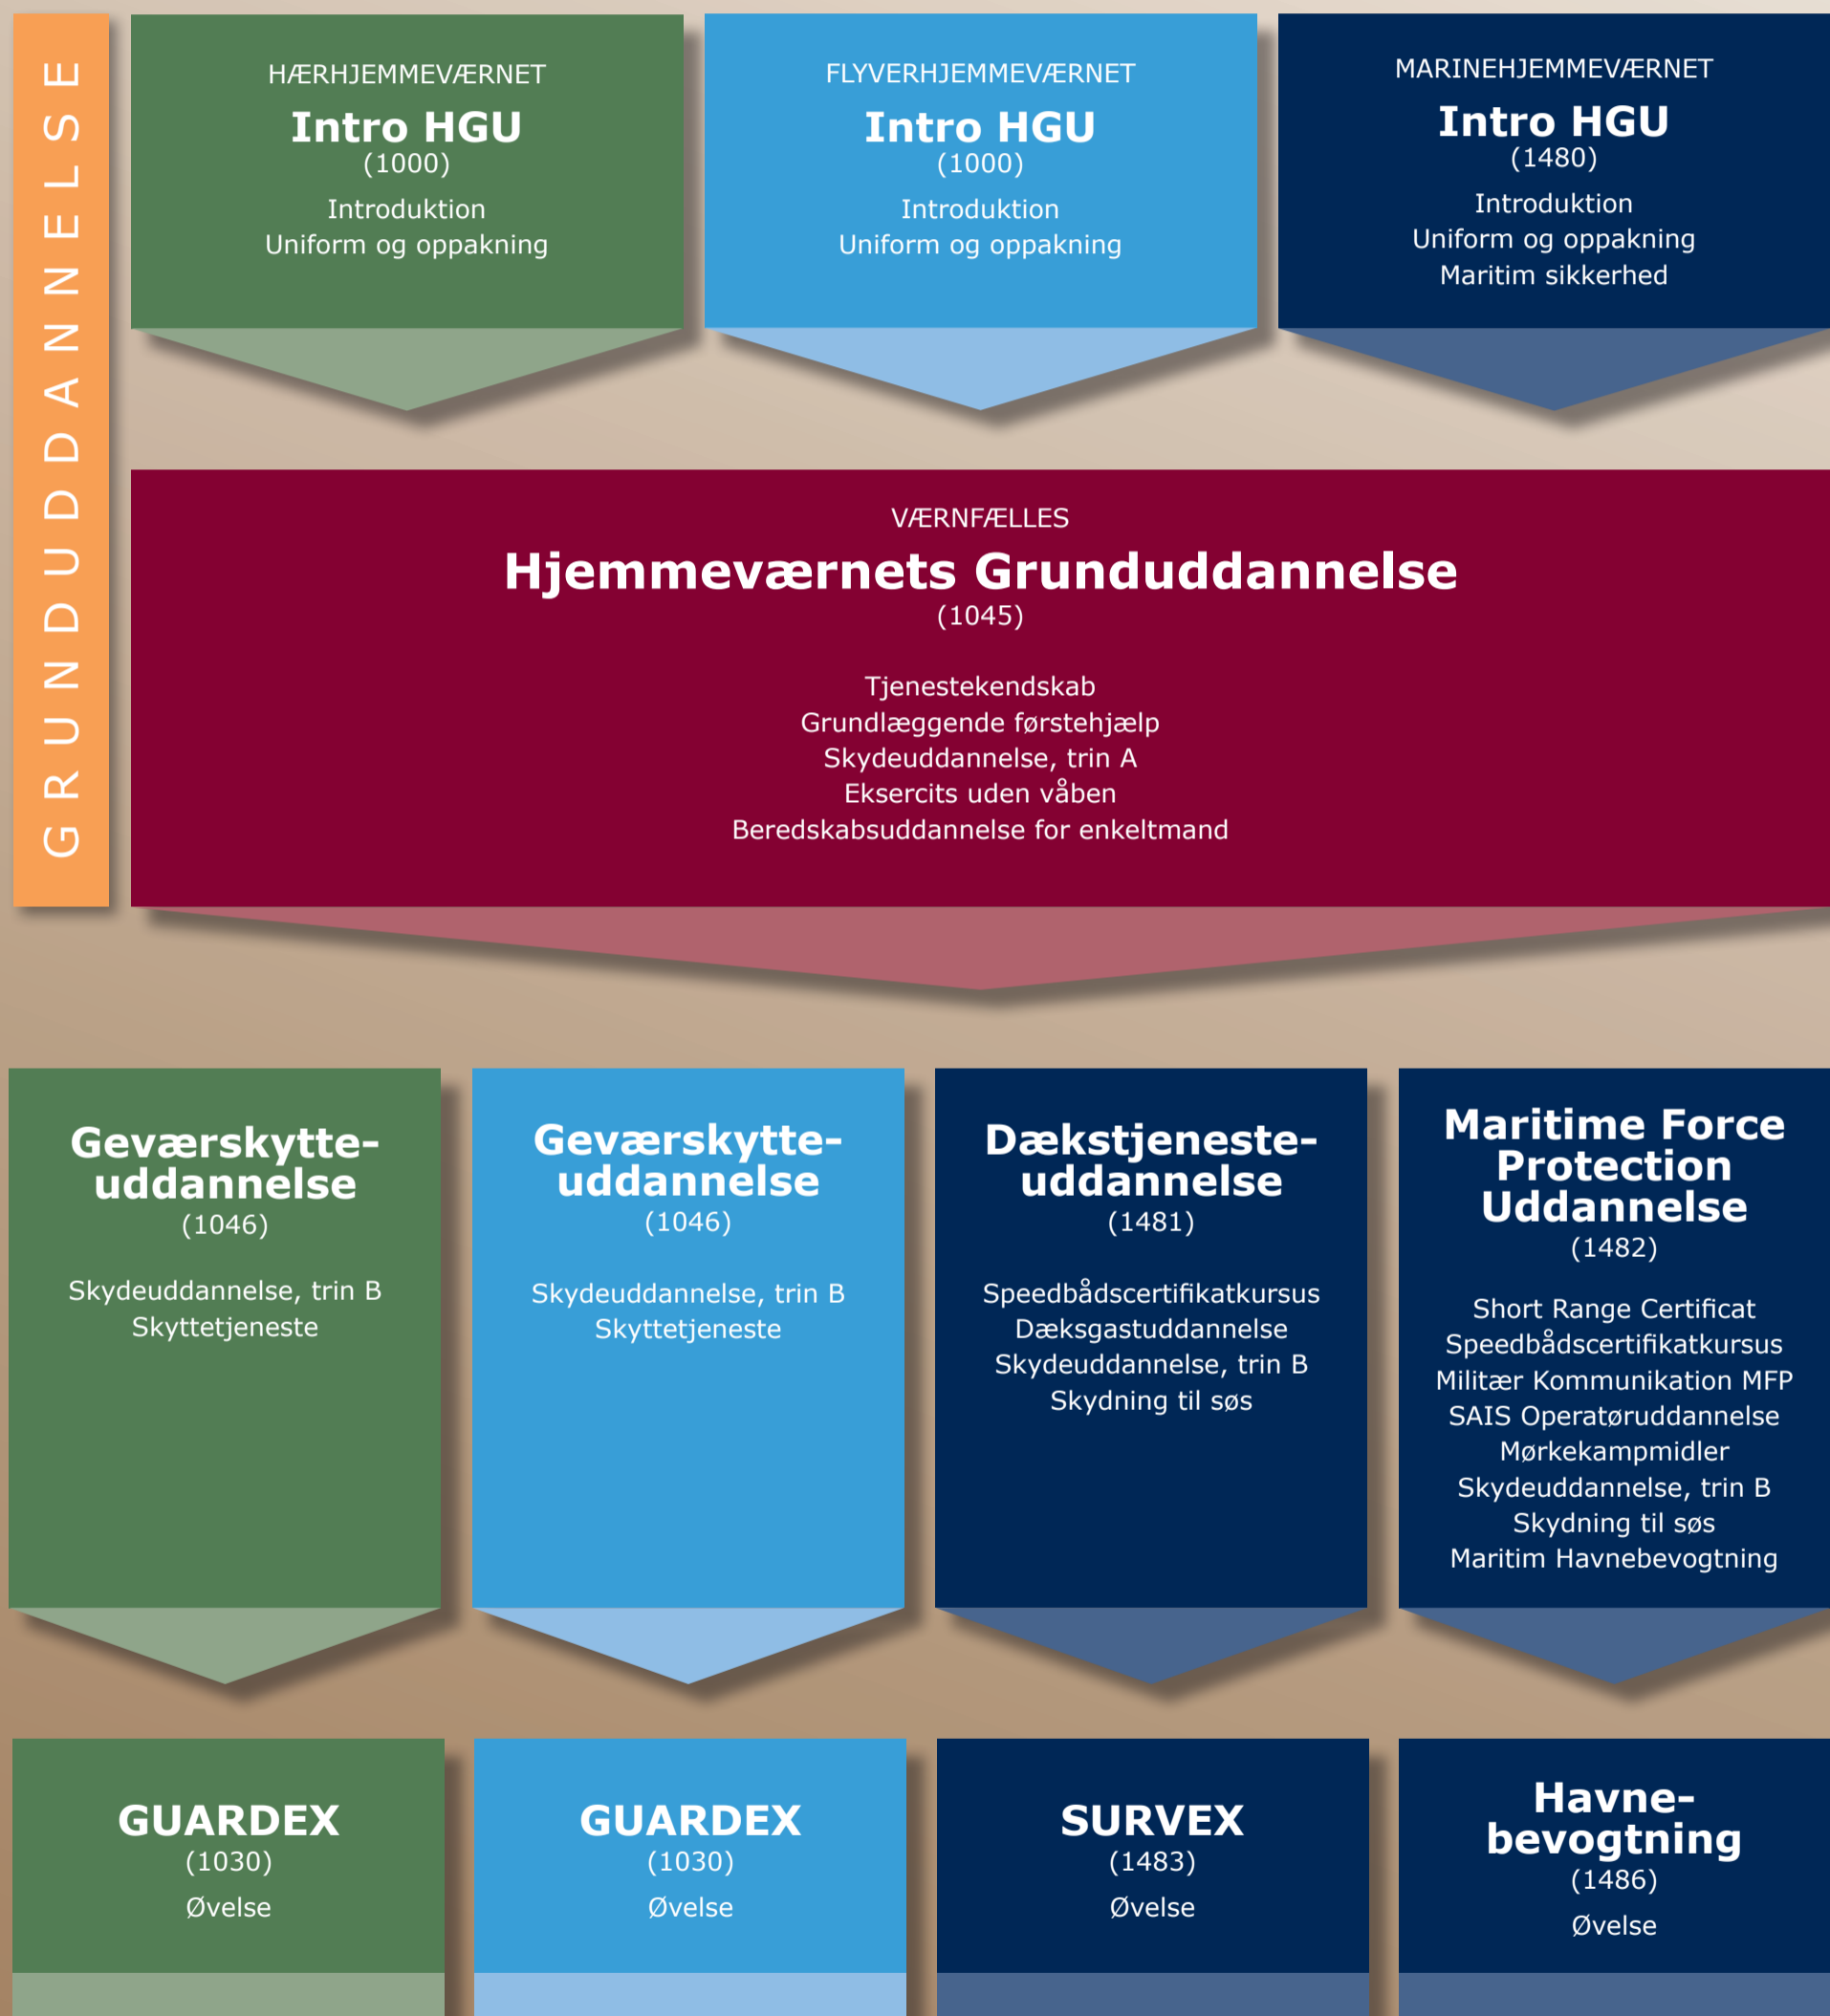 GRUNDUDDANNELSE
HÆRHJEMMEVÆRNET
Intro HGU
(1000)
Introduktion
Uniform og oppakning
FLYVERHJEMMEVÆRNET
Intro HGU
(1000)
Introduktion
Uniform og oppakning
MARINEHJEMMEVÆRNET
Intro HGU
(1480)
Introduktion
Uniform og oppakning
Maritim sikkerhed
VÆRNFÆLLES
Hjemmeværnets Grunduddannelse
(1045)
Tjenestekendskab
Grundlæggende førstehjælp
Skydeuddannelse, trin A
Eksercits uden våben
Beredskabsuddannelse for enkeltmand
Geværskytte-
uddannelse
(1046)
Skydeuddannelse, trin B
Skyttetjeneste
Geværskytte-
uddannelse
(1046)
Skydeuddannelse, trin B
Skyttetjeneste
Dækstjeneste-
uddannelse
(1481)
Speedbådscertifikatkursus
Dæksgastuddannelse
Skydeuddannelse, trin B
Skydning til søs
Maritime Force
Protection
Uddannelse
(1482)
Short Range Certificat
Speedbådscertifikatkursus
Militær Kommunikation MFP
SAIS Operatøruddannelse
Mørkekampmidler
Skydeuddannelse, trin B
Skydning til søs
Maritim Havnebevogtning
GUARDEX
(1030)
Øvelse
GUARDEX
(1030)
Øvelse
SURVEX
(1483)
Øvelse
Havne-
bevogtning
(1486)
Øvelse